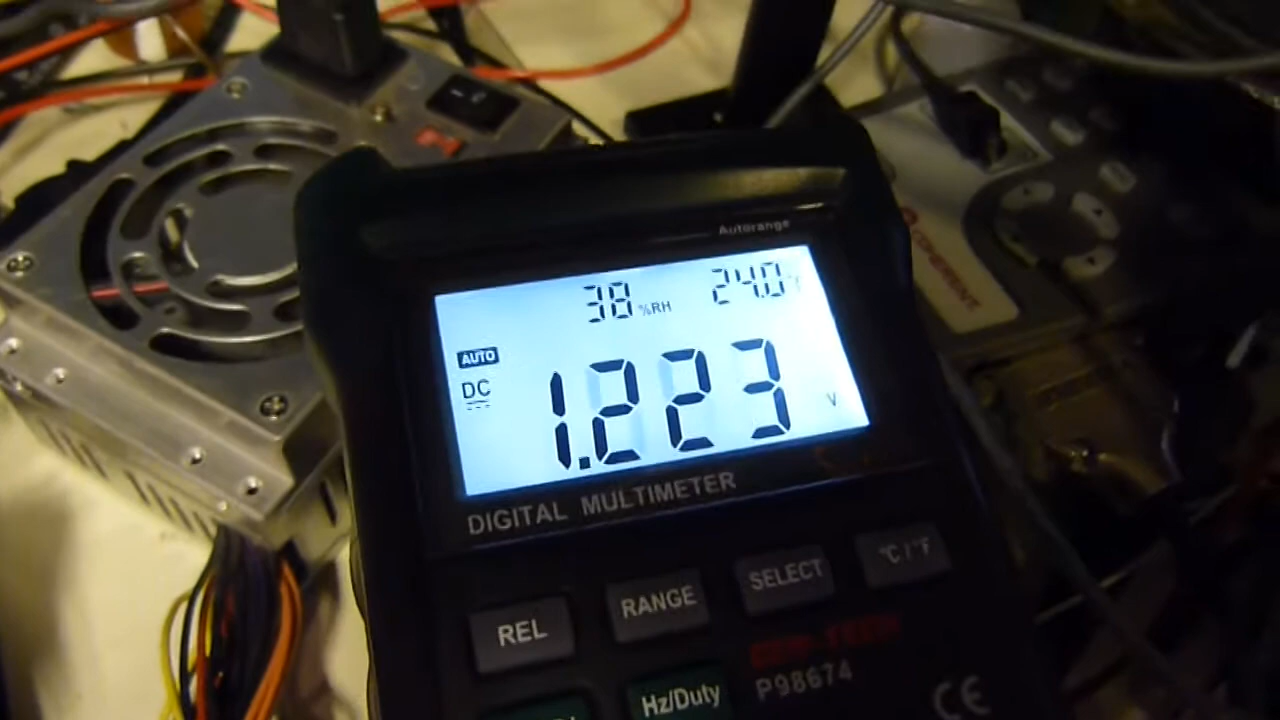 Autorange
38 %RH 24.0
AUTO
DC
1.223 V
DIGITAL MULTIMETER
REL RANGE SELECT °C/°F
Hz/Duty
P98674
CE